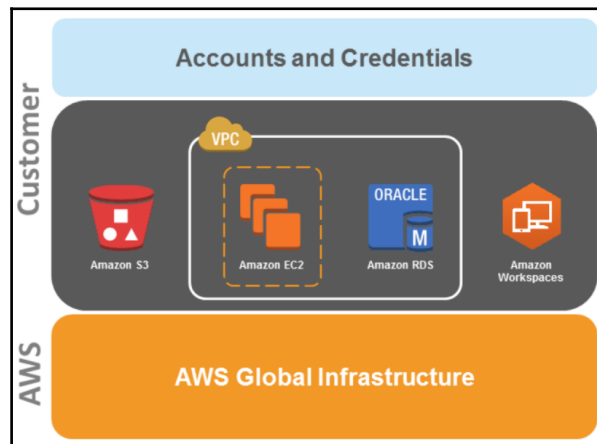 Customer
Accounts and Credentials
VPC
ORACLE
M
Amazon S3
Amazon EC2
Amazon RDS
Amazon
Workspaces
AWS
AWS Global Infrastructure